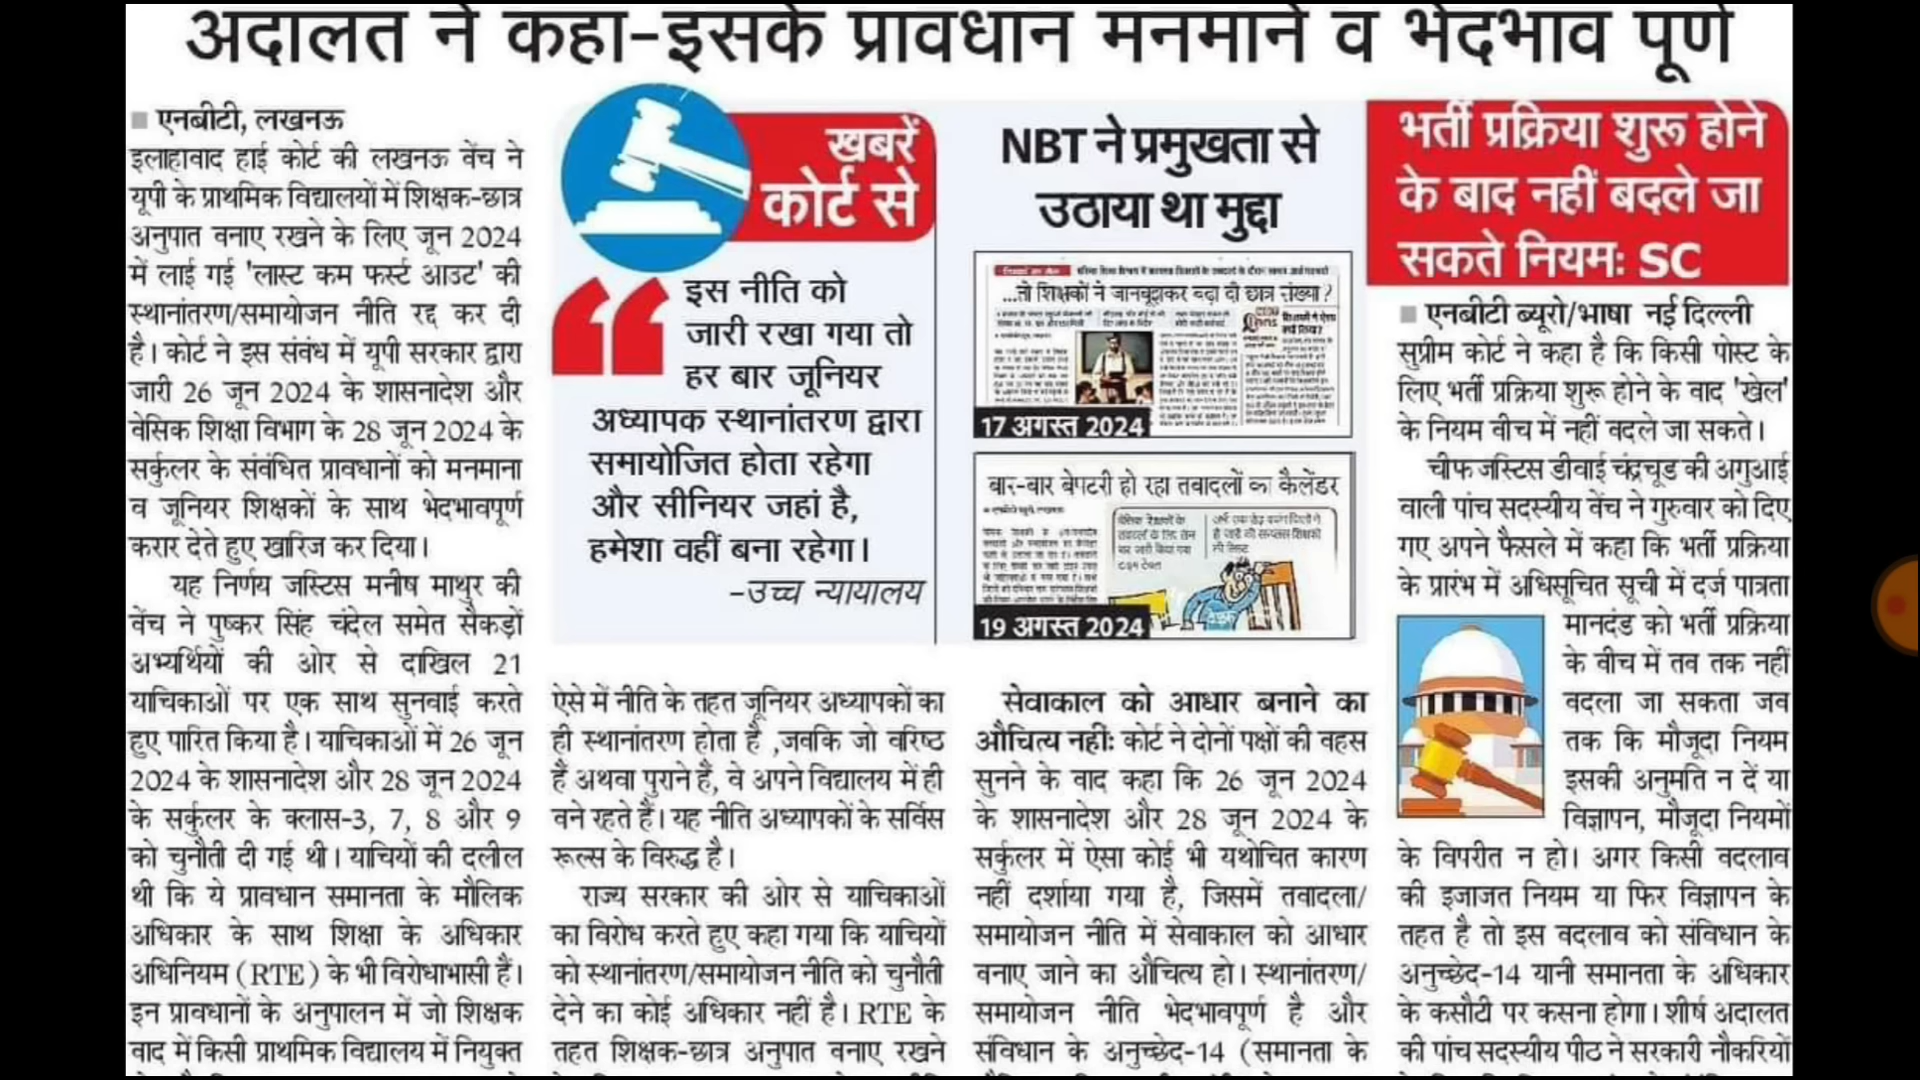 अदालत ने कहा-इसके प्रावधान मनमाने व भेदभाव पूर्ण
एनबीटी, लखनऊ
इलाहाबाद हाई कोर्ट की लखनऊ बेंच ने
यूपी के प्राथमिक विद्यालयों में शिक्षक-छात्र
अनुपात बनाए रखने के लिए जून 2024
में लाई गई 'लास्ट कम फर्स्ट आउट' की
स्थानांतरण/समायोजन नीति रद्द कर दी
है। कोर्ट ने इस संबंध में यूपी सरकार द्वारा
जारी 26 जून 2024 के शासनादेश और
बेसिक शिक्षा विभाग के 28 जून 2024 के
सर्कुलर के संबंधित प्रावधानों को मनमाना
व जूनियर शिक्षकों के साथ भेदभावपूर्ण
करार देते हुए खारिज कर दिया।
यह निर्णय जस्टिस मनीष माथुर की
बेंच ने पुष्कर सिंह चंदेल समेत सैकड़ों
अभ्यर्थियों की ओर से दाखिल 21
याचिकाओं पर एक साथ सुनवाई करते
हुए पारित किया है। याचिकाओं में 26 जून
2024 के शासनादेश और 28 जून 2024
के सर्कुलर के क्लास-3, 7, 8 और 9
को चुनौती दी गई थी। याचियों की दलील
थी कि ये प्रावधान समानता के मौलिक
अधिकार के साथ शिक्षा के अधिकार
अधिनियम (RTE) के भी विरोधाभासी हैं।
इन प्रावधानों के अनुपालन में जो शिक्षक
बाद में किसी प्राथमिक विद्यालय में नियुक्त
खबरें
कोर्ट से
इस नीति को
जारी रखा गया तो
हर बार जूनियर
अध्यापक स्थानांतरण द्वारा
समायोजित होता रहेगा
और सीनियर जहां है,
हमेशा वहीं बना रहेगा।
-उच्च न्यायालय
ऐसे में नीति के तहत जूनियर अध्यापकों का
ही स्थानांतरण होता है ,जबकि जो वरिष्ठ
हैं अथवा पुराने हैं, वे अपने विद्यालय में ही
बने रहते हैं। यह नीति अध्यापकों के सर्विस
रूल्स के विरुद्ध है।
राज्य सरकार की ओर से याचिकाओं
का विरोध करते हुए कहा गया कि याचियों
को स्थानांतरण/समायोजन नीति को चुनौती
देने का कोई अधिकार नहीं है। RTE के
तहत शिक्षक-छात्र अनुपात बनाए रखने
NBT ने प्रमुखता से
उठाया था मुद्दा
...तो शिक्षकों ने जानबूझकर बढ़ा दी छात्र संख्या?
17 अगस्त 2024
बार-बार बेपटरी हो रहा तबादलों का कैलेंडर
19 अगस्त 2024
सेवाकाल को आधार बनाने का
औचित्य नहीं: कोर्ट ने दोनों पक्षों की बहस
सुनने के बाद कहा कि 26 जून 2024
के शासनादेश और 28 जून 2024 के
सर्कुलर में ऐसा कोई भी यथोचित कारण
नहीं दर्शाया गया है, जिसमें तबादला/
समायोजन नीति में सेवाकाल को आधार
बनाए जाने का औचित्य हो। स्थानांतरण/
समायोजन नीति भेदभावपूर्ण है और
संविधान के अनुच्छेद-14 (समानता के
भर्ती प्रक्रिया शुरू होने
के बाद नहीं बदले जा
सकते नियम: SC
एनबीटी ब्यूरो/भाषा नई दिल्ली
सुप्रीम कोर्ट ने कहा है कि किसी पोस्ट के
लिए भर्ती प्रक्रिया शुरू होने के बाद 'खेल'
के नियम बीच में नहीं बदले जा सकते।
चीफ जस्टिस डीवाई चंद्रचूड की अगुआई
वाली पांच सदस्यीय बेंच ने गुरुवार को दिए
गए अपने फैसले में कहा कि भर्ती प्रक्रिया
के प्रारंभ में अधिसूचित सूची में दर्ज पात्रता
मानदंड को भर्ती प्रक्रिया
के बीच में तब तक नहीं
बदला जा सकता जब
तक कि मौजूदा नियम
इसकी अनुमति न दें या
विज्ञापन, मौजूदा नियमों
के विपरीत न हो। अगर किसी बदलाव
की इजाजत नियम या फिर विज्ञापन के
तहत है तो इस बदलाव को संविधान के
अनुच्छेद-14 यानी समानता के अधिकार
के कसौटी पर कसना होगा। शीर्ष अदालत
की पांच सदस्यीय पीठ ने सरकारी नौकरियों